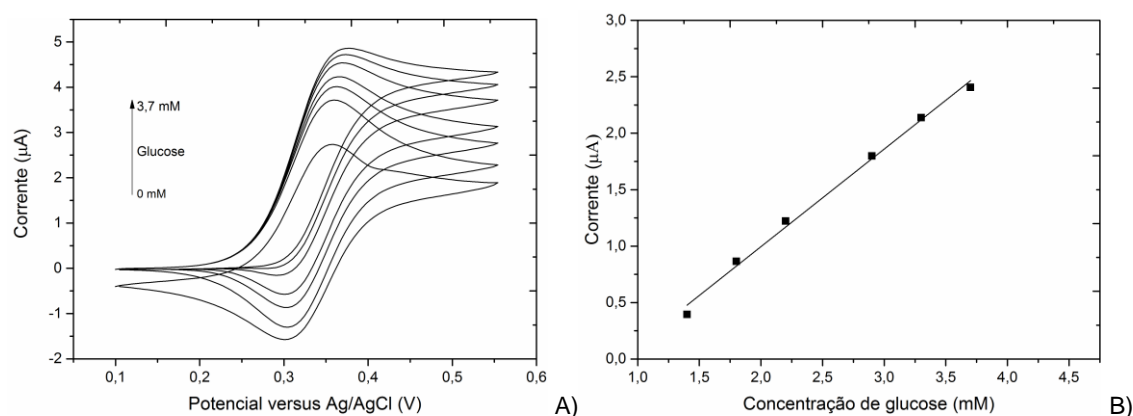 Corrente (µA)
5
4
3
2
1
0
-1
-2
3,7 mM
Glucose
0 mM
0,1 0,2 0,3 0,4 0,5 0,6
Potencial versus Ag/AgCl (V)
A)
Corrente (µA)
3,0
2,5
2,0
1,5
1,0
0,5
0,0
1,0 1,5 2,0 2,5 3,0 3,5 4,0 4,5
Concentração de glucose (mM)
B)